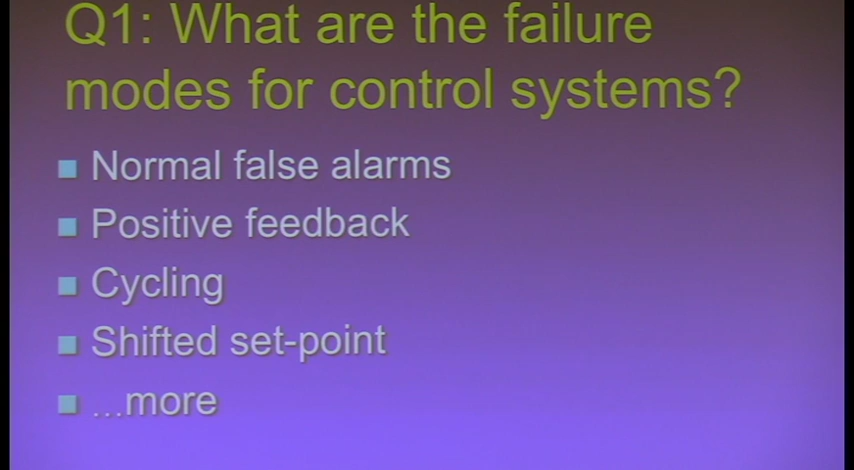 Q1: What are the failure
modes for control systems?
Normal false alarms
Positive feedback
Cycling
Shifted set-point
...more